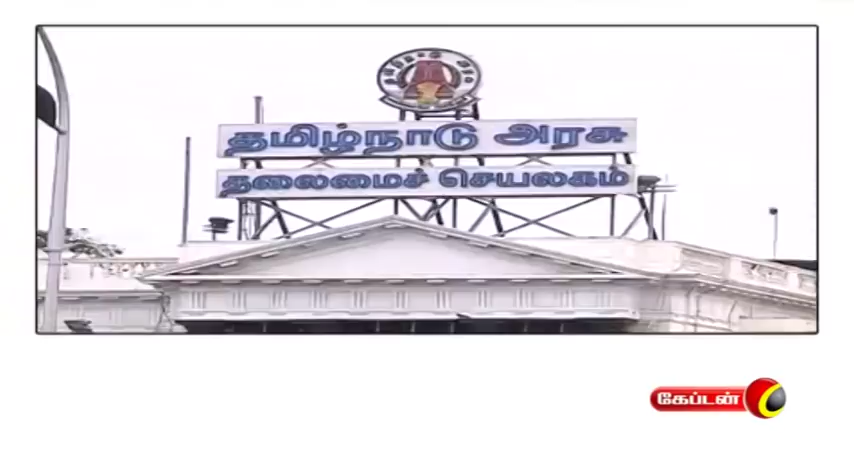 தமிழ்நாடு அரசு
தலைமைச் செயலகம்
கேப்டன்